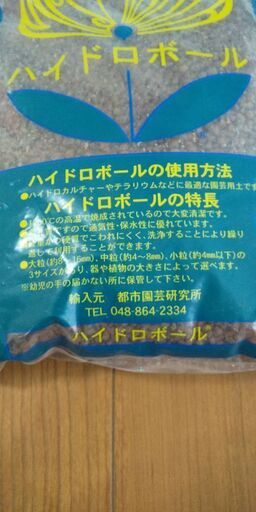 ハイドロボール
ハイドロボールの使用方法
●ハイドロカルチャーやテラリウムなどに最適な園芸用土です
ハイドロボールの特長
℃の高温で焼成されているので大変清潔です。
ですので通気性・保水性に優れています。
硬質でこわれにくく、洗浄することにより繰り
返して利用することができます。
●大粒(約8～16mm)、中粒(約4～8mm)、小粒(約4mm以下)の
3サイズがあり、器や植物の大きさによって選べます。
※幼児の手の届かない所に保管して下さい。
輸入元 都市園芸研究所
TEL 048-864-2334
ハイドロボール